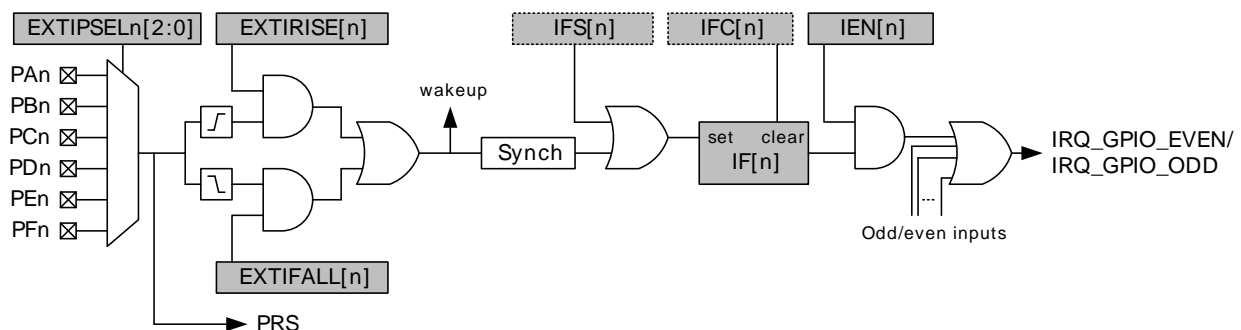 EXTIPSELn[2:0]
EXTIRISE[n]
IFS[n]
IFC[n]
IEN[n]
PAn
PBn
PCn
PDn
PEn
PFn
wakeup
Synch
set clear
IF[n]
IRQ_GPIO_EVEN/
IRQ_GPIO_ODD
...
Odd/even inputs
EXTIFALL[n]
PRS